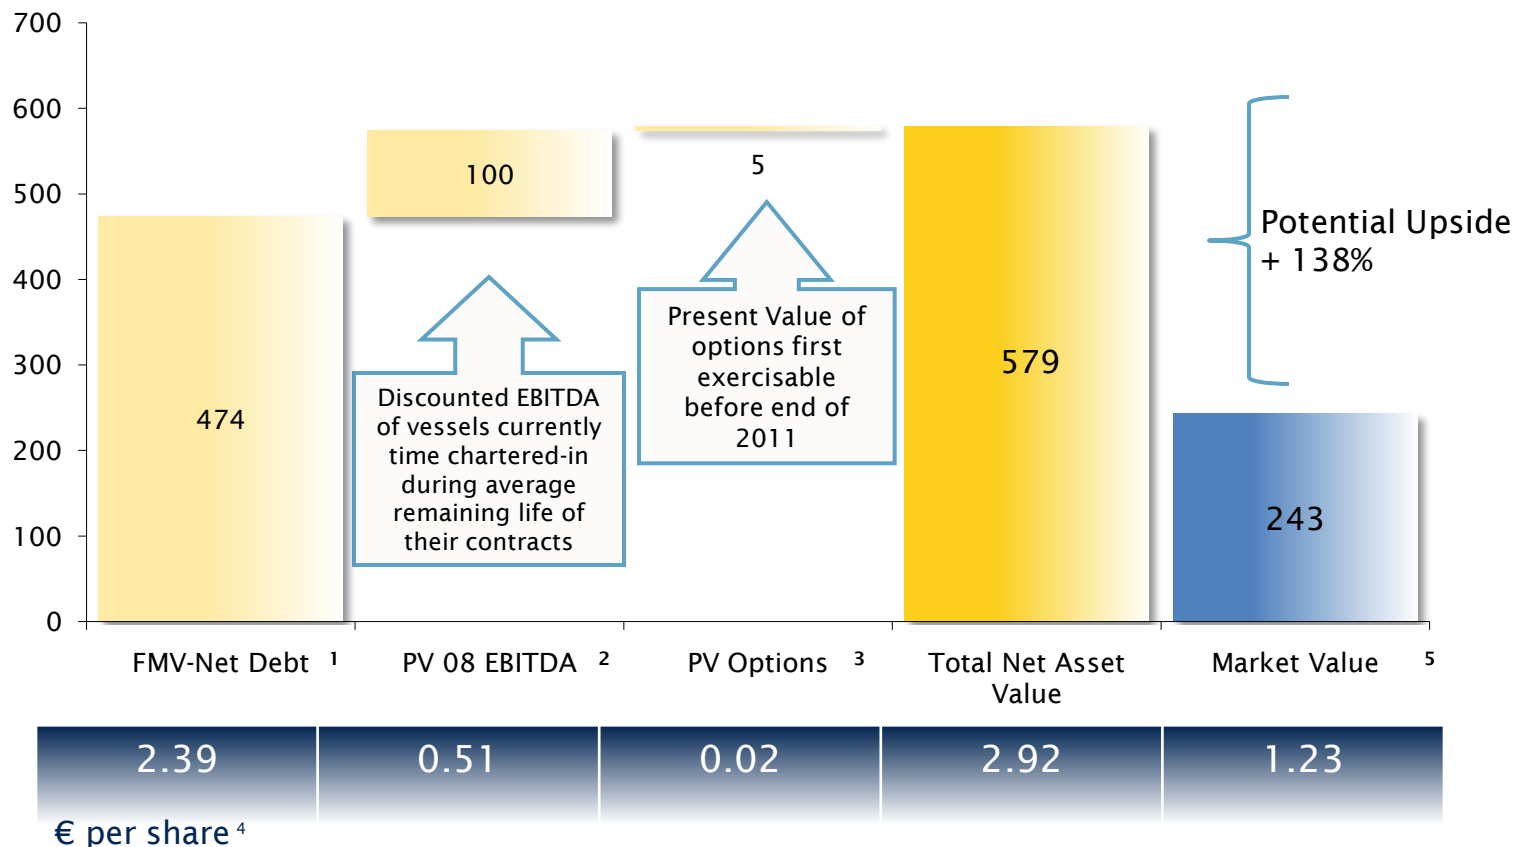 700
600
500
400
300
200
100
0
474
100
5
579
243
Potential Upside
+ 138%
Discounted EBITDA
of vessels currently
time chartered-in
during average
remaining life of
their contracts
Present Value of
options first
exercisable
before end of
2011
FMV-Net Debt 1
PV 08 EBITDA 2
PV Options 3
Total Net Asset
Value
Market Value 5
2.39 0.51 0.02 2.92 1.23
€ per share 4